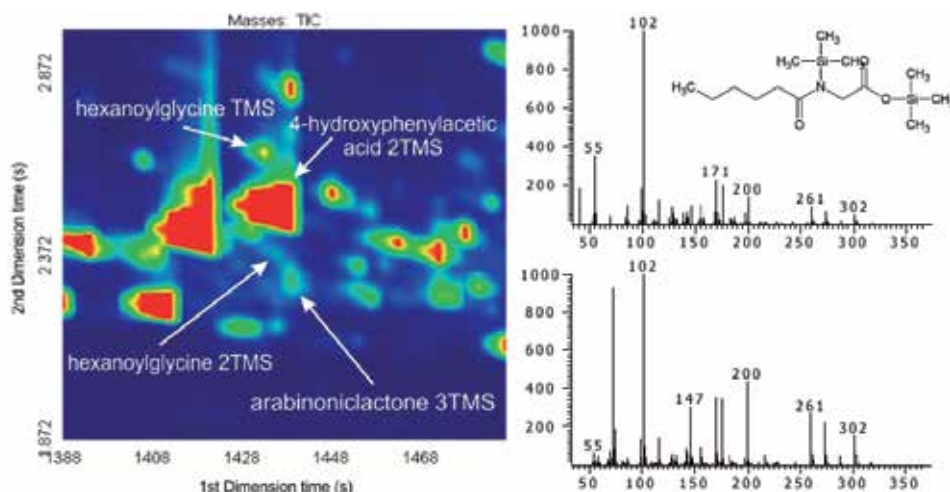 Masses: TIC
2nd Dimension time (s)
2.872
2.372
1.872
hexanoylglycine TMS
4-hydroxyphenylacetic
acid 2TMS
hexanoylglycine 2TMS
arabinoniclactone 3TMS
1388 1408 1428 1448 1468
1st Dimension time (s)
1000
800
600
400
200
102
55
171
200
261
302
50 100 150 200 250 300 350
CH₃
H₃C Si CH₃
N
O
O
O
CH₃
Si CH₃
CH₃
1000
800
600
400
200
102
55
147
200
261
302
50 100 150 200 250 300 350